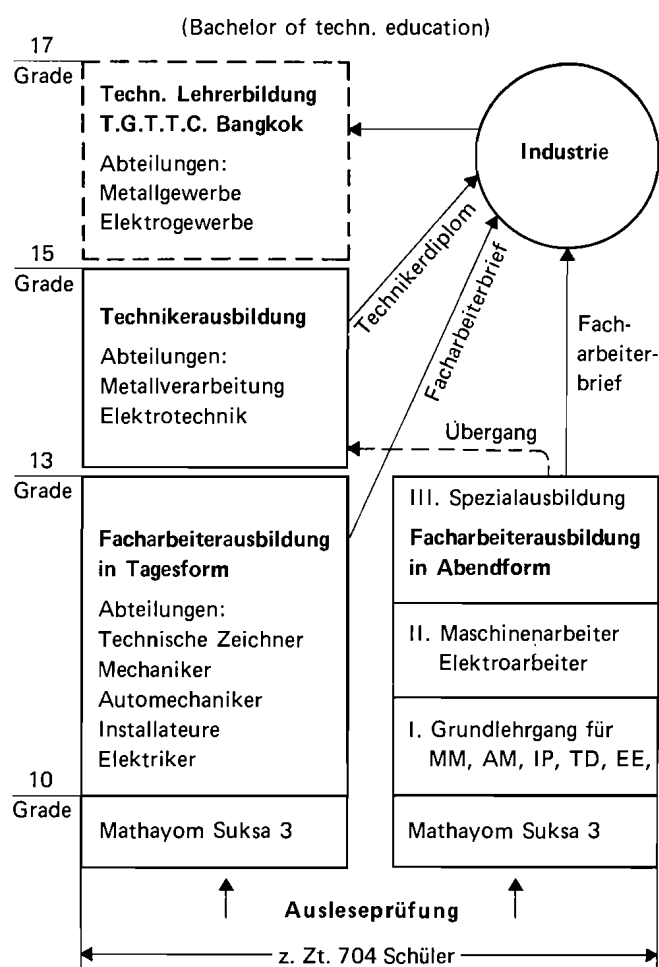 (Bachelor of techn. education)
17
Grade
Techn. Lehrerbildung
T.G.T.T.C. Bangkok
Abteilungen:
Metallgewerbe
Elektrogewerbe
Industrie
15
Grade
Technikerausbildung
Abteilungen:
Metallverarbeitung
Elektrotechnik
Technikerdiplom
Facharbeiterbrief
Fach-
arbeiter-
brief
Übergang
13
Grade
Facharbeiterausbildung
in Tagesform
Abteilungen:
Technische Zeichner
Mechaniker
Automechaniker
Installateure
Elektriker
III. Spezialausbildung
Facharbeiterausbildung
in Abendform
II. Maschinenarbeiter
Elektroarbeiter
I. Grundlehrgang für
MM, AM, IP, TD, EE,
10
Grade
Mathayom Suksa 3
Mathayom Suksa 3
Ausleseprüfung
z. Zt. 704 Schüler